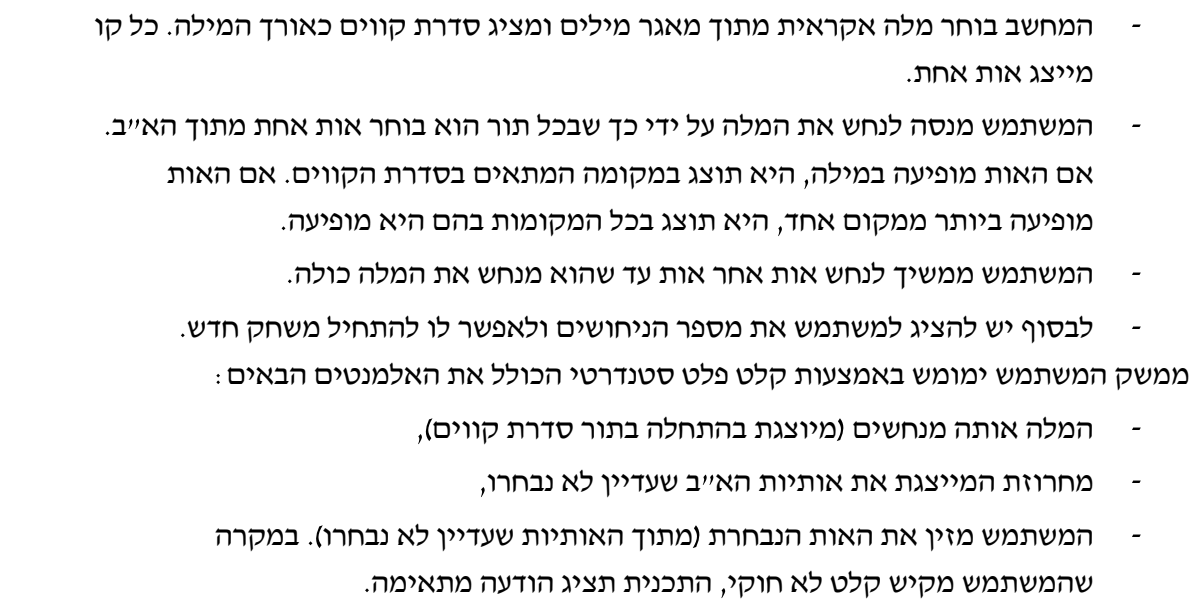 - המחשב בוחר מלה אקראית מתוך מאגר מילים ומציג סדרת קווים כאורך המילה. כל קו
מייצג אות אחת.
- המשתמש מנסה לנחש את המלה על ידי כך שבכל תור הוא בוחר אות אחת מתוך הא״ב.
אם האות מופיעה במילה, היא תוצג במקומה המתאים בסדרת הקווים. אם האות
מופיעה ביותר ממקום אחד, היא תוצג בכל המקומות בהם היא מופיעה.
- המשתמש ממשיך לנחש אות אחר אות עד שהוא מנחש את המלה כולה.
- לבסוף יש להציג למשתמש את מספר הניחושים ולאפשר לו להתחיל משחק חדש.
ממשק המשתמש ימומש באמצעות קלט פלט סטנדרטי הכולל את האלמנטים הבאים:
- המלה אותה מנחשים (מיוצגת בהתחלה בתור סדרת קווים),
- מחרוזת המייצגת את אותיות הא״ב שעדיין לא נבחרו,
- המשתמש מזין את האות הנבחרת (מתוך האותיות שעדיין לא נבחרו). במקרה
שהמשתמש מקיש קלט לא חוקי, התכנית תציג הודעה מתאימה.